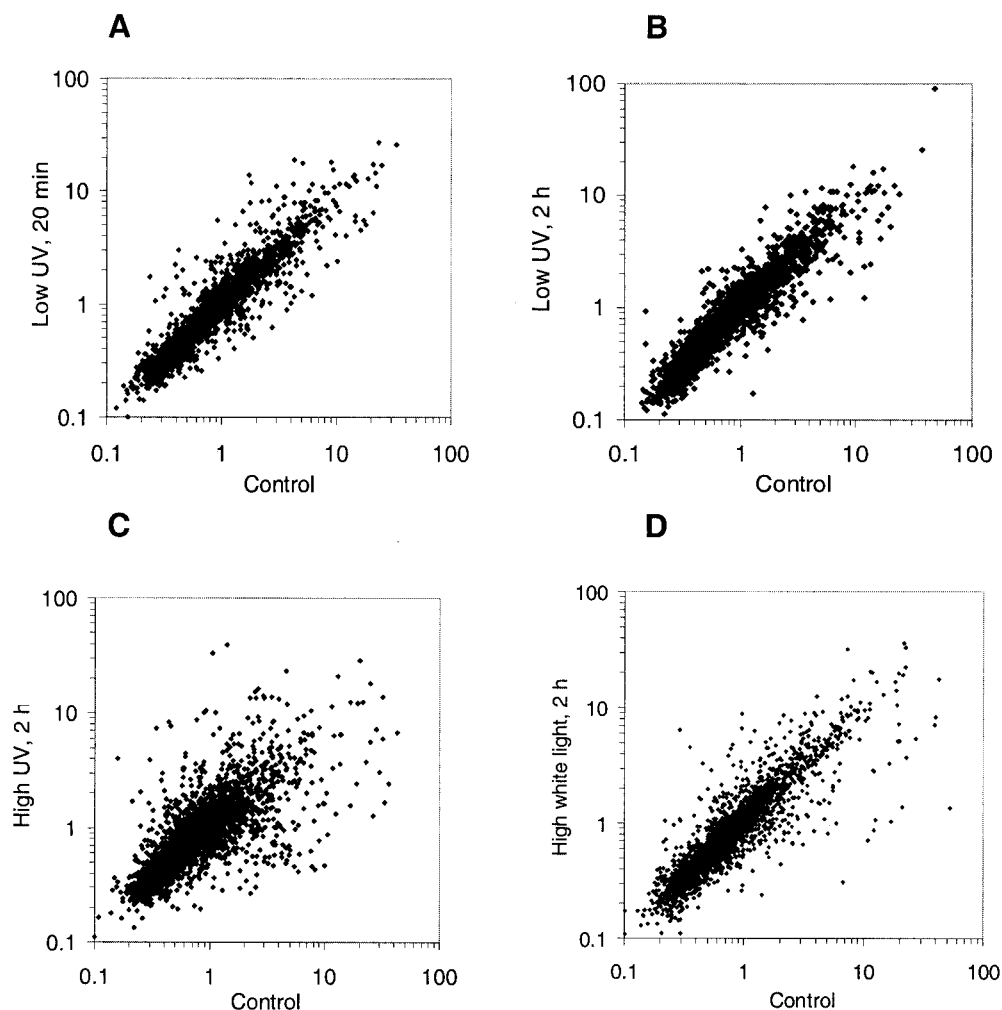 A
Low UV, 20 min
100
10
1
0.1
0.1 1 10 100
Control
B
Low UV, 2 h
100
10
1
0.1
0.1 1 10 100
Control
C
High UV, 2 h
100
10
1
0.1
0.1 1 10 100
Control
D
High white light, 2 h
100
10
1
0.1
0.1 1 10 100
Control